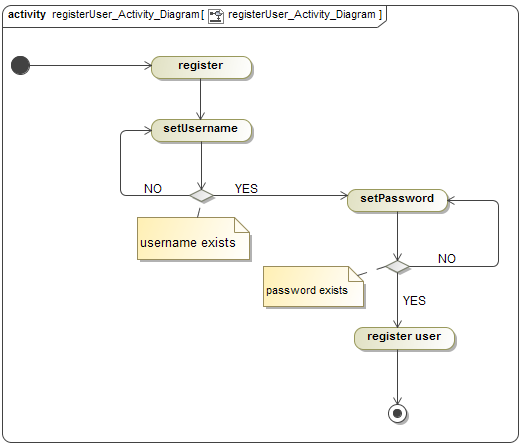 activity registerUser_Activity_Diagram[ registerUser_Activity_Diagram ]
register
setUsername
NO
YES
setPassword
username exists
NO
password exists
YES
register user